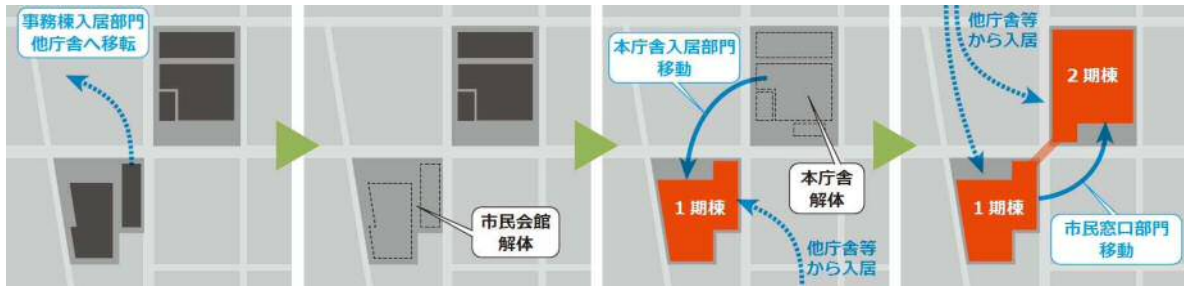 事務棟入居部門
他庁舎へ移転
市民会館
解体
本庁舎入居部門
移動
本庁舎
解体
1期棟
他庁舎等
から入居
他庁舎等
から入居
2期棟
1期棟
市民窓口部門
移動